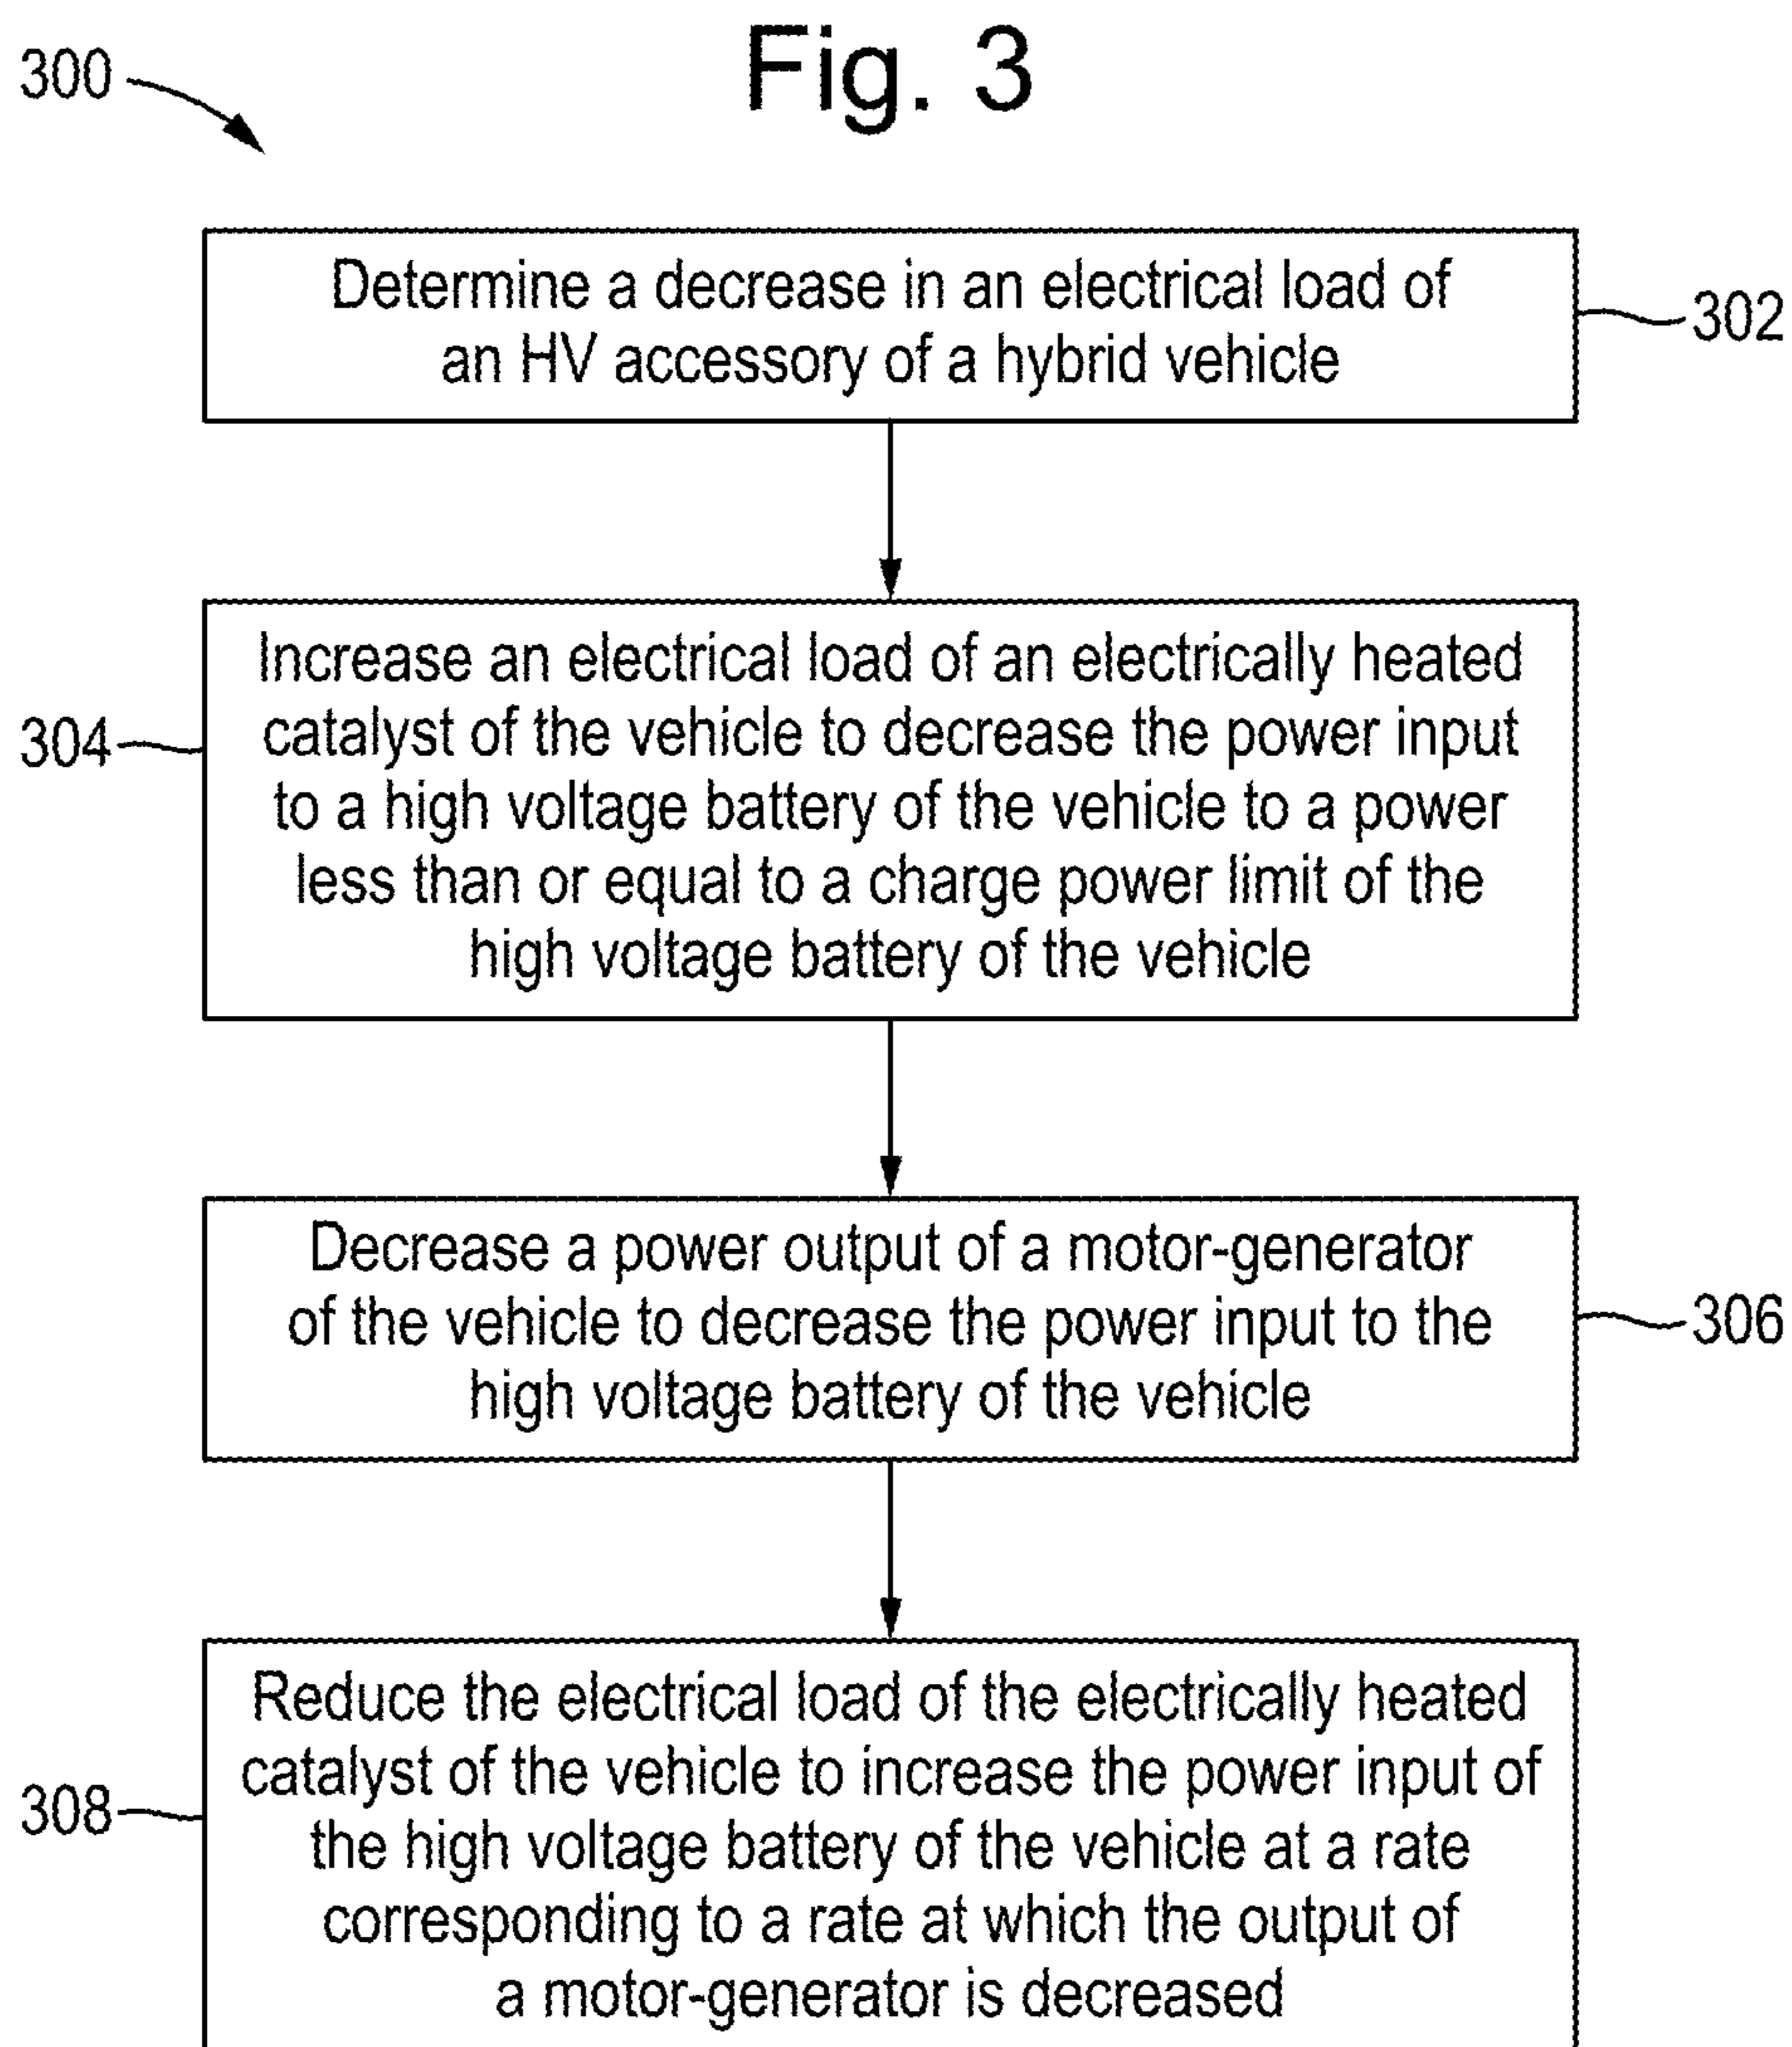 Fig. 3
300
Determine a decrease in an electrical load of
an HV accessory of a hybrid vehicle
302
Increase an electrical load of an electrically heated
catalyst of the vehicle to decrease the power input
to a high voltage battery of the vehicle to a power
less than or equal to a charge power limit of the
high voltage battery of the vehicle
304
Decrease a power output of a motor-generator
of the vehicle to decrease the power input to the
high voltage battery of the vehicle
306
Reduce the electrical load of the electrically heated
catalyst of the vehicle to increase the power input of
the high voltage battery of the vehicle at a rate
corresponding to a rate at which the output of
a motor-generator is decreased
308